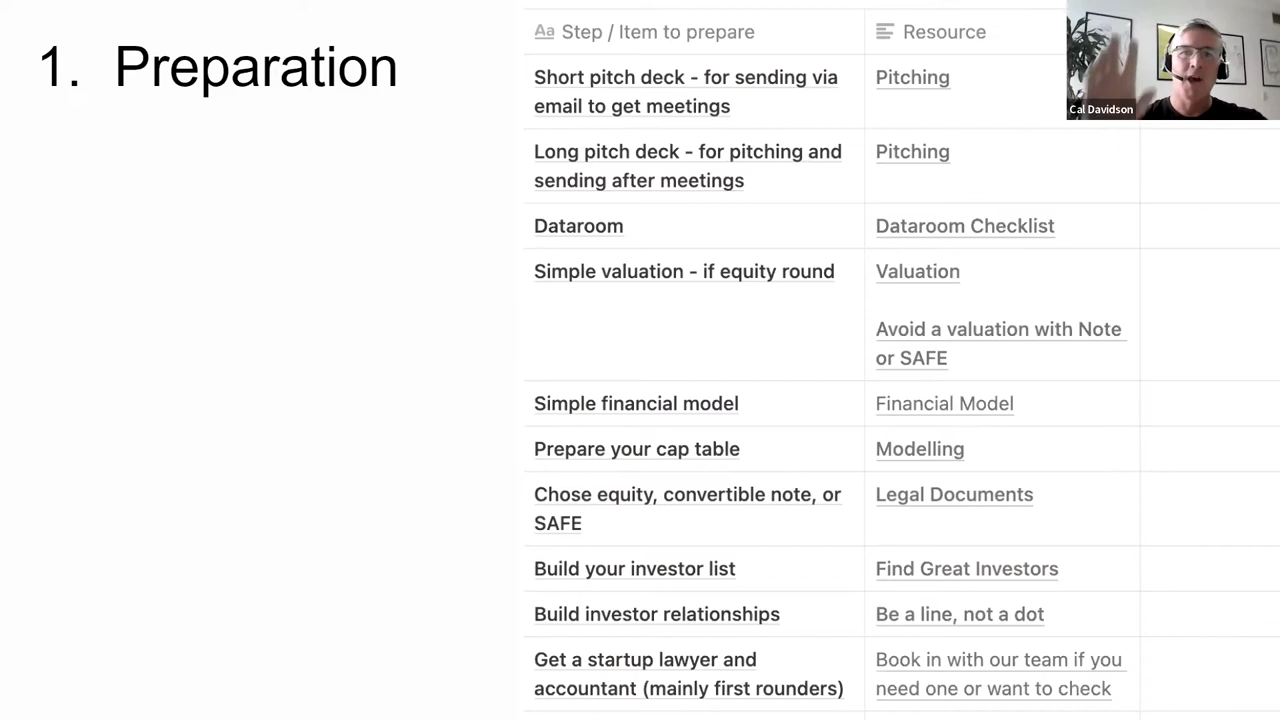 1. Preparation
Aa Step / Item to prepare
Resource
Short pitch deck - for sending via
email to get meetings
Pitching
Long pitch deck - for pitching and
sending after meetings
Pitching
Dataroom
Dataroom Checklist
Simple valuation - if equity round
Valuation
Avoid a valuation with Note
or SAFE
Simple financial model
Financial Model
Prepare your cap table
Modelling
Chose equity, convertible note, or
SAFE
Legal Documents
Build your investor list
Find Great Investors
Build investor relationships
Be a line, not a dot
Get a startup lawyer and
accountant (mainly first rounders)
Book in with our team if you
need one or want to check
Cal Davidson